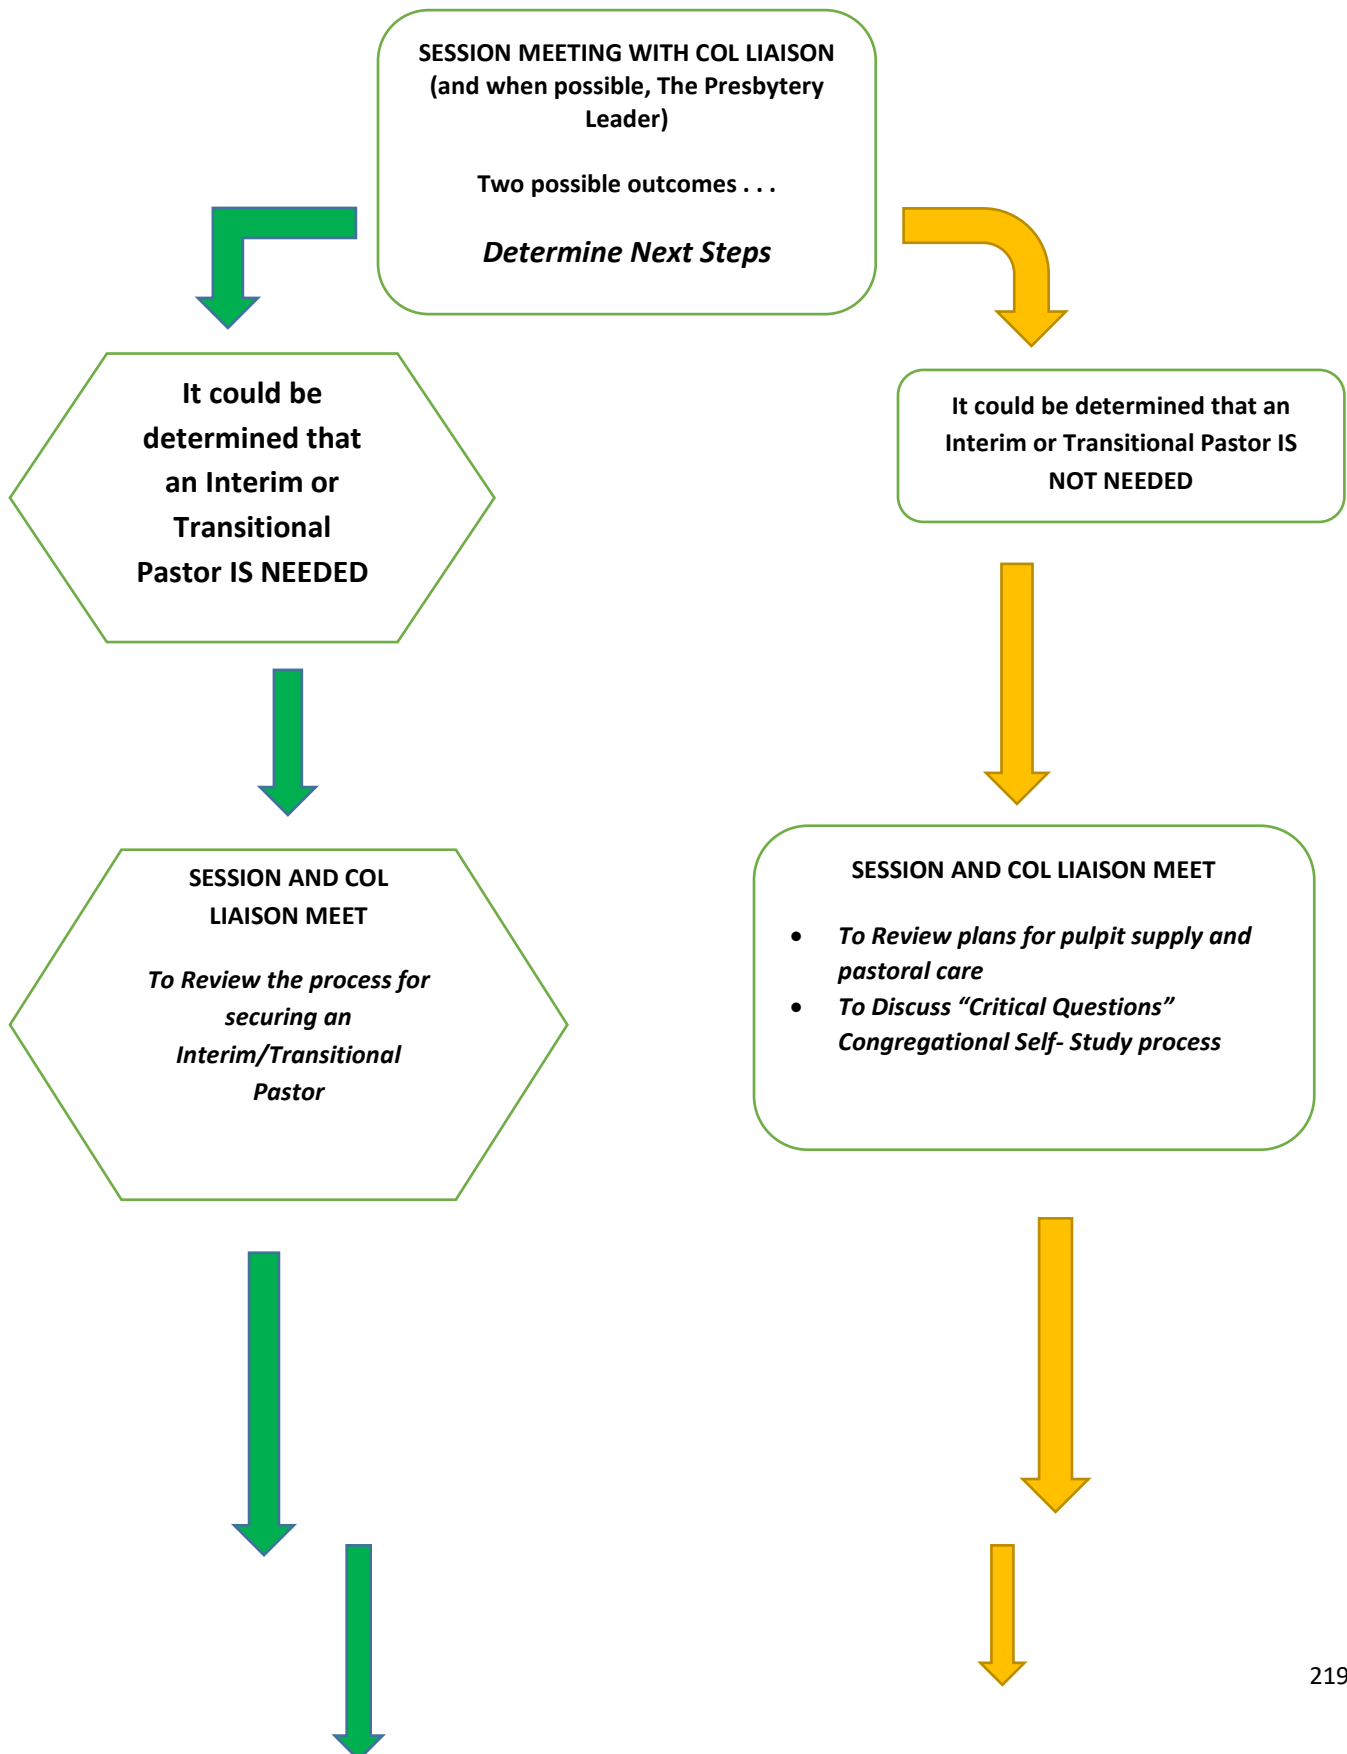 SESSION MEETING WITH COL LIAISON
(and when possible, The Presbytery
Leader)
Two possible outcomes . . .
Determine Next Steps
It could be
determined that
an Interim or
Transitional
Pastor IS NEEDED
It could be determined that an
Interim or Transitional Pastor IS
NOT NEEDED
SESSION AND COL
LIAISON MEET
To Review the process for
securing an
Interim/Transitional
Pastor
SESSION AND COL LIAISON MEET
• To Review plans for pulpit supply and
pastoral care
• To Discuss “Critical Questions”
Congregational Self- Study process
219